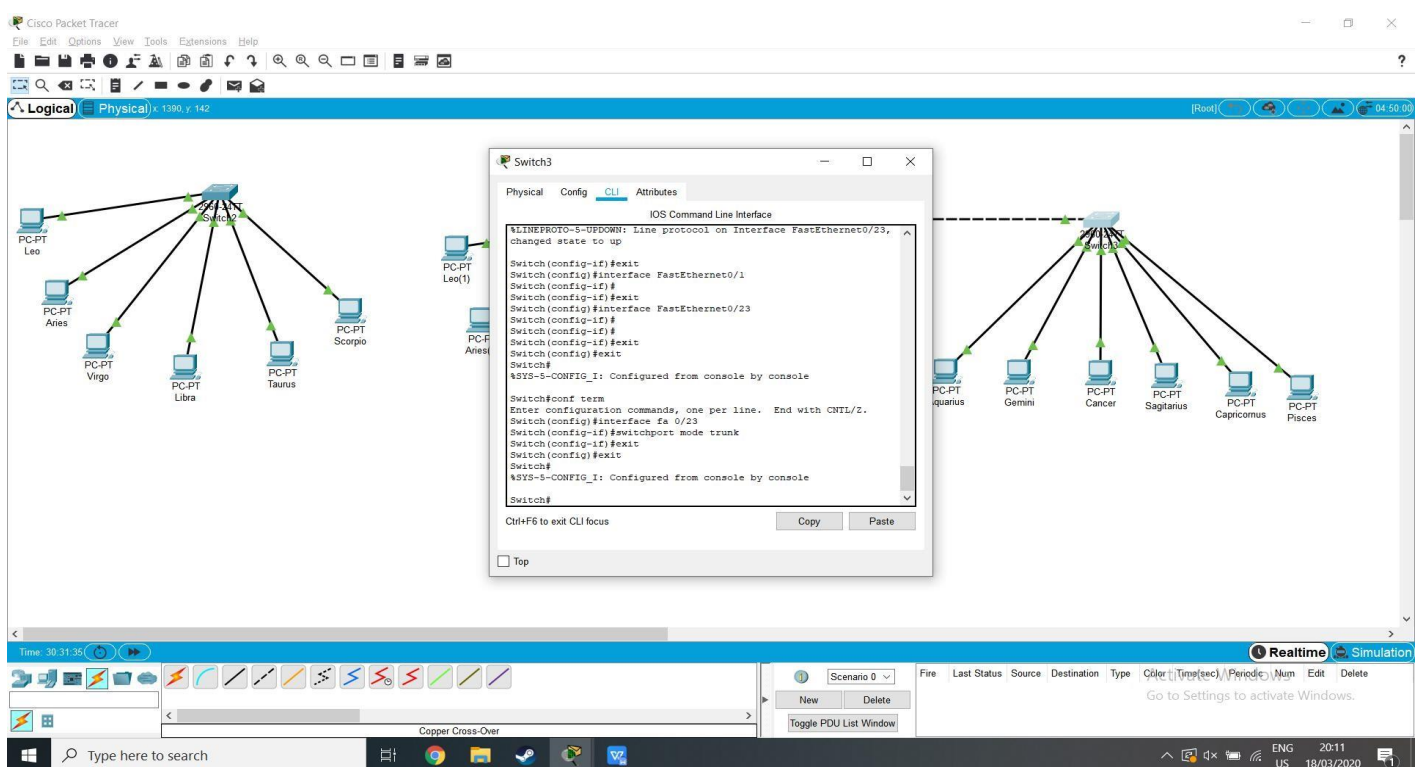 Cisco Packet Tracer
File Edit Options View Tools Extensions Help
Logical Physical x: 1390, y: 142
[Root] 04:50:00
2960-24TT
Switch2
PC-PT
Leo
PC-PT
Aries
PC-PT
Virgo
PC-PT
Libra
PC-PT
Taurus
PC-PT
Scorpio
PC-PT
Leo(1)
Switch3
Physical Config CLI Attributes
IOS Command Line Interface
%LINEPROTO-5-UPDOWN: Line protocol on Interface FastEthernet0/23,
changed state to up
Switch(config-if)#exit
Switch(config)#interface FastEthernet0/1
Switch(config-if)#
Switch(config-if)#exit
Switch(config)#interface FastEthernet0/23
Switch(config-if)#
Switch(config-if)#
Switch(config-if)#exit
Switch(config)#exit
Switch#
%SYS-5-CONFIG_I: Configured from console by console
Switch#conf term
Enter configuration commands, one per line. End with CNTL/Z.
Switch(config)#interface fa 0/23
Switch(config-if)#switchport mode trunk
Switch(config-if)#exit
Switch(config)#exit
Switch#
%SYS-5-CONFIG_I: Configured from console by console
Switch#
Ctrl+F6 to exit CLI focus Copy Paste
Top
2960-24TT
Switch3
PC-PT
quarius
PC-PT
Gemini
PC-PT
Cancer
PC-PT
Sagitarius
PC-PT
Capricornus
PC-PT
Pisces
Time: 30:31:35 Realtime Simulation
Scenario 0
New Delete
Toggle PDU List Window
Fire Last Status Source Destination Type Color Time(sec) Periodic Num Edit Delete
Activate Windows
Go to Settings to activate Windows.
Copper Cross-Over
Type here to search
ENG
US
20:11
18/03/2020
1